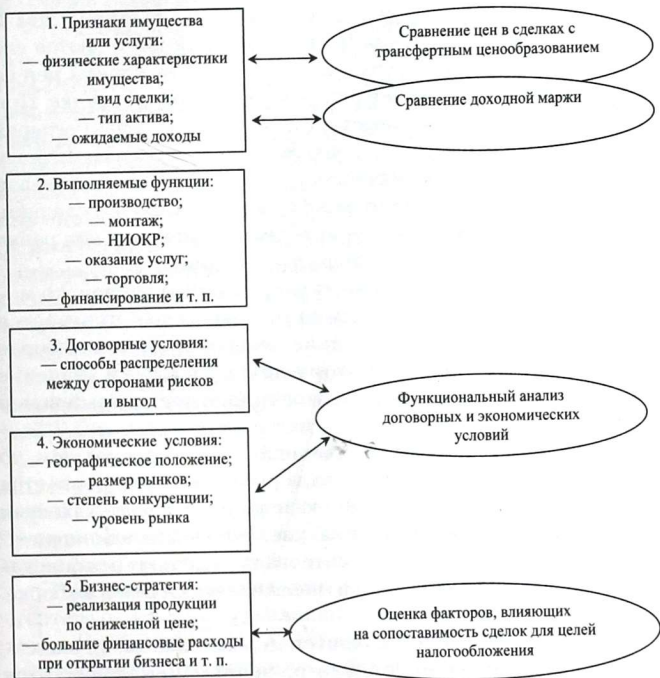 1. Признаки имущества
или услуги:
— физические характеристики
имущества;
— вид сделки;
— тип актива;
— ожидаемые доходы
Сравнение цен в сделках с
трансфертным ценообразованием
Сравнение доходной маржи
2. Выполняемые функции:
— производство;
— монтаж;
— НИОКР;
— оказание услуг;
— торговля;
— финансирование и т. п.
3. Договорные условия:
— способы распределения
между сторонами рисков
и выгод
Функциональный анализ
договорных и экономических
условий
4. Экономические условия:
— географическое положение;
— размер рынков;
— степень конкуренции;
— уровень рынка
5. Бизнес-стратегия:
— реализация продукции
по сниженной цене;
— большие финансовые расходы
при открытии бизнеса и т. п.
Оценка факторов, влияющих
на сопоставимость сделок для целей
налогообложения